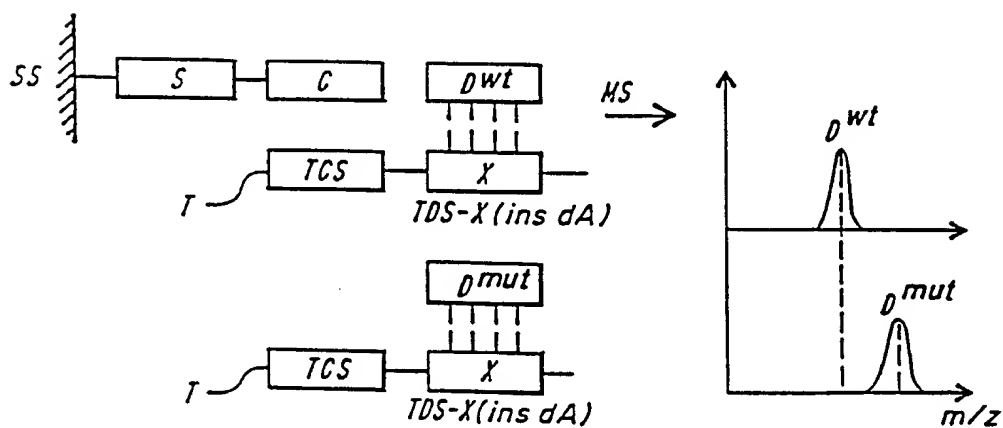 SS S C D wt MS
T TCS X
TDS-X (ins dA)
D mut
T TCS X
TDS-X (ins dA)
D wt
D mut
m/z